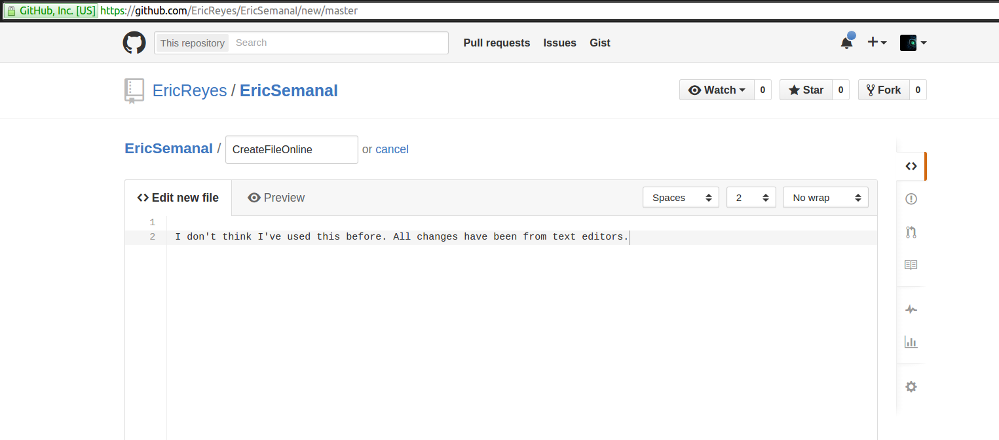 GitHub, Inc. [US] https://github.com/EricReyes/EricSemanal/new/master
This repository Search Pull requests Issues Gist
EricReyes / EricSemanal Watch 0 Star 0 Fork 0
EricSemanal / CreateFileOnline or cancel
Edit new file Preview Spaces 2 No wrap
1
2 I don't think I've used this before. All changes have been from text editors.